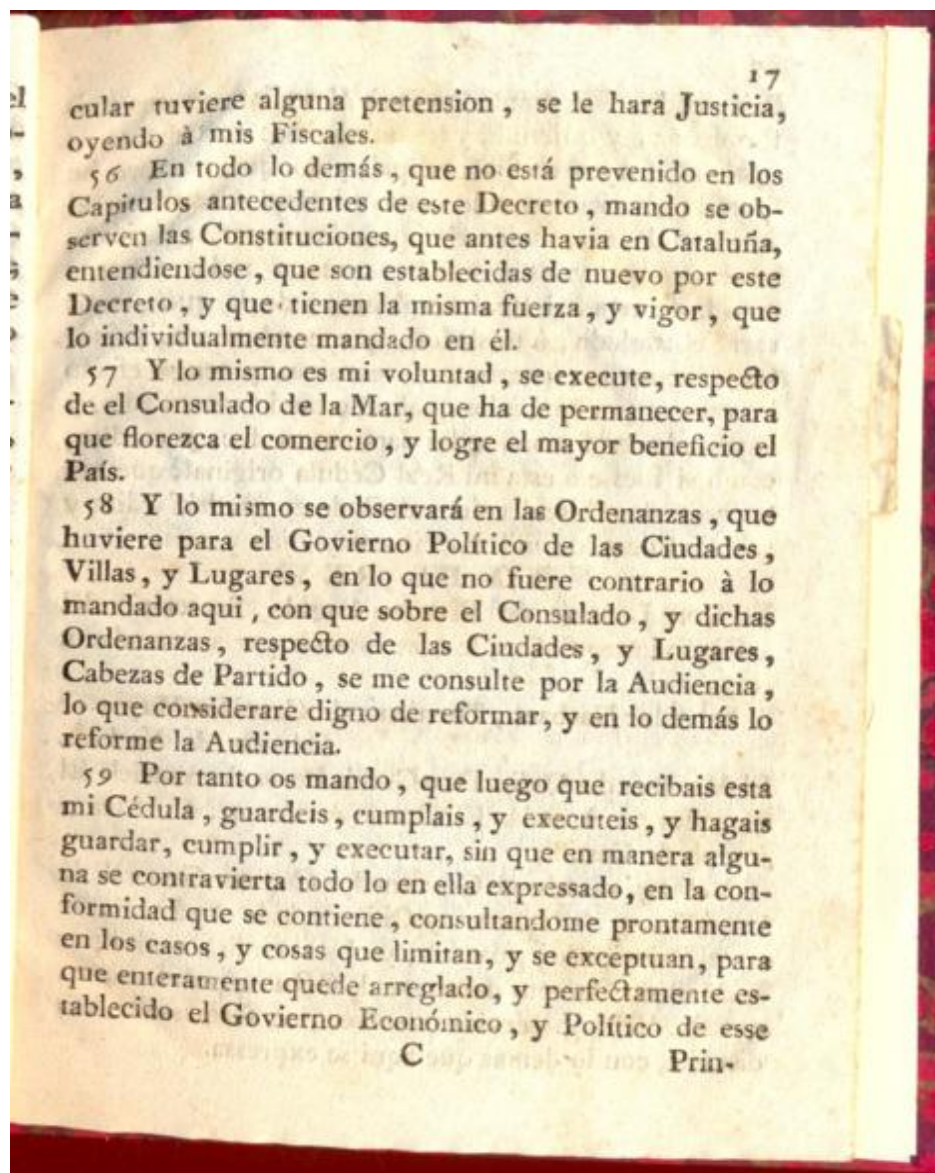 17
cular tuviere alguna pretension , se le hara Justicia,
oyendo à mis Fiscales.
56 En todo lo demás , que no está prevenido en los
Capitulos antecedentes de este Decreto , mando se ob-
serven las Constituciones, que antes havia en Cataluña,
entendiendose , que son establecidas de nuevo por este
Decreto , y que tienen la misma fuerza , y vigor , que
lo individualmente mandado en él.
57 Y lo mismo es mi voluntad , se execute, respecto
de el Consulado de la Mar, que ha de permanecer, para
que florezca el comercio , y logre el mayor beneficio el
País.
58 Y lo mismo se observará en las Ordenanzas , que
huviere para el Govierno Político de las Ciudades ,
Villas , y Lugares , en lo que no fuere contrario à lo
mandado aqui , con que sobre el Consulado , y dichas
Ordenanzas , respecto de las Ciudades , y Lugares ,
Cabezas de Partido , se me consulte por la Audiencia ,
lo que considerare digno de reformar, y en lo demás lo
reforme la Audiencia.
59 Por tanto os mando , que luego que recibais esta
mi Cédula , guardeis , cumplais , y executeis , y hagais
guardar, cumplir , y executar, sin que en manera algu-
na se contravierta todo lo en ella expressado, en la con-
formidad que se contiene , consultandome prontamente
en los casos , y cosas que limitan, y se exceptuan, para
que enteramente quede arreglado, y perfectamente es-
tablecido el Govierno Económico , y Político de esse
C Prin-